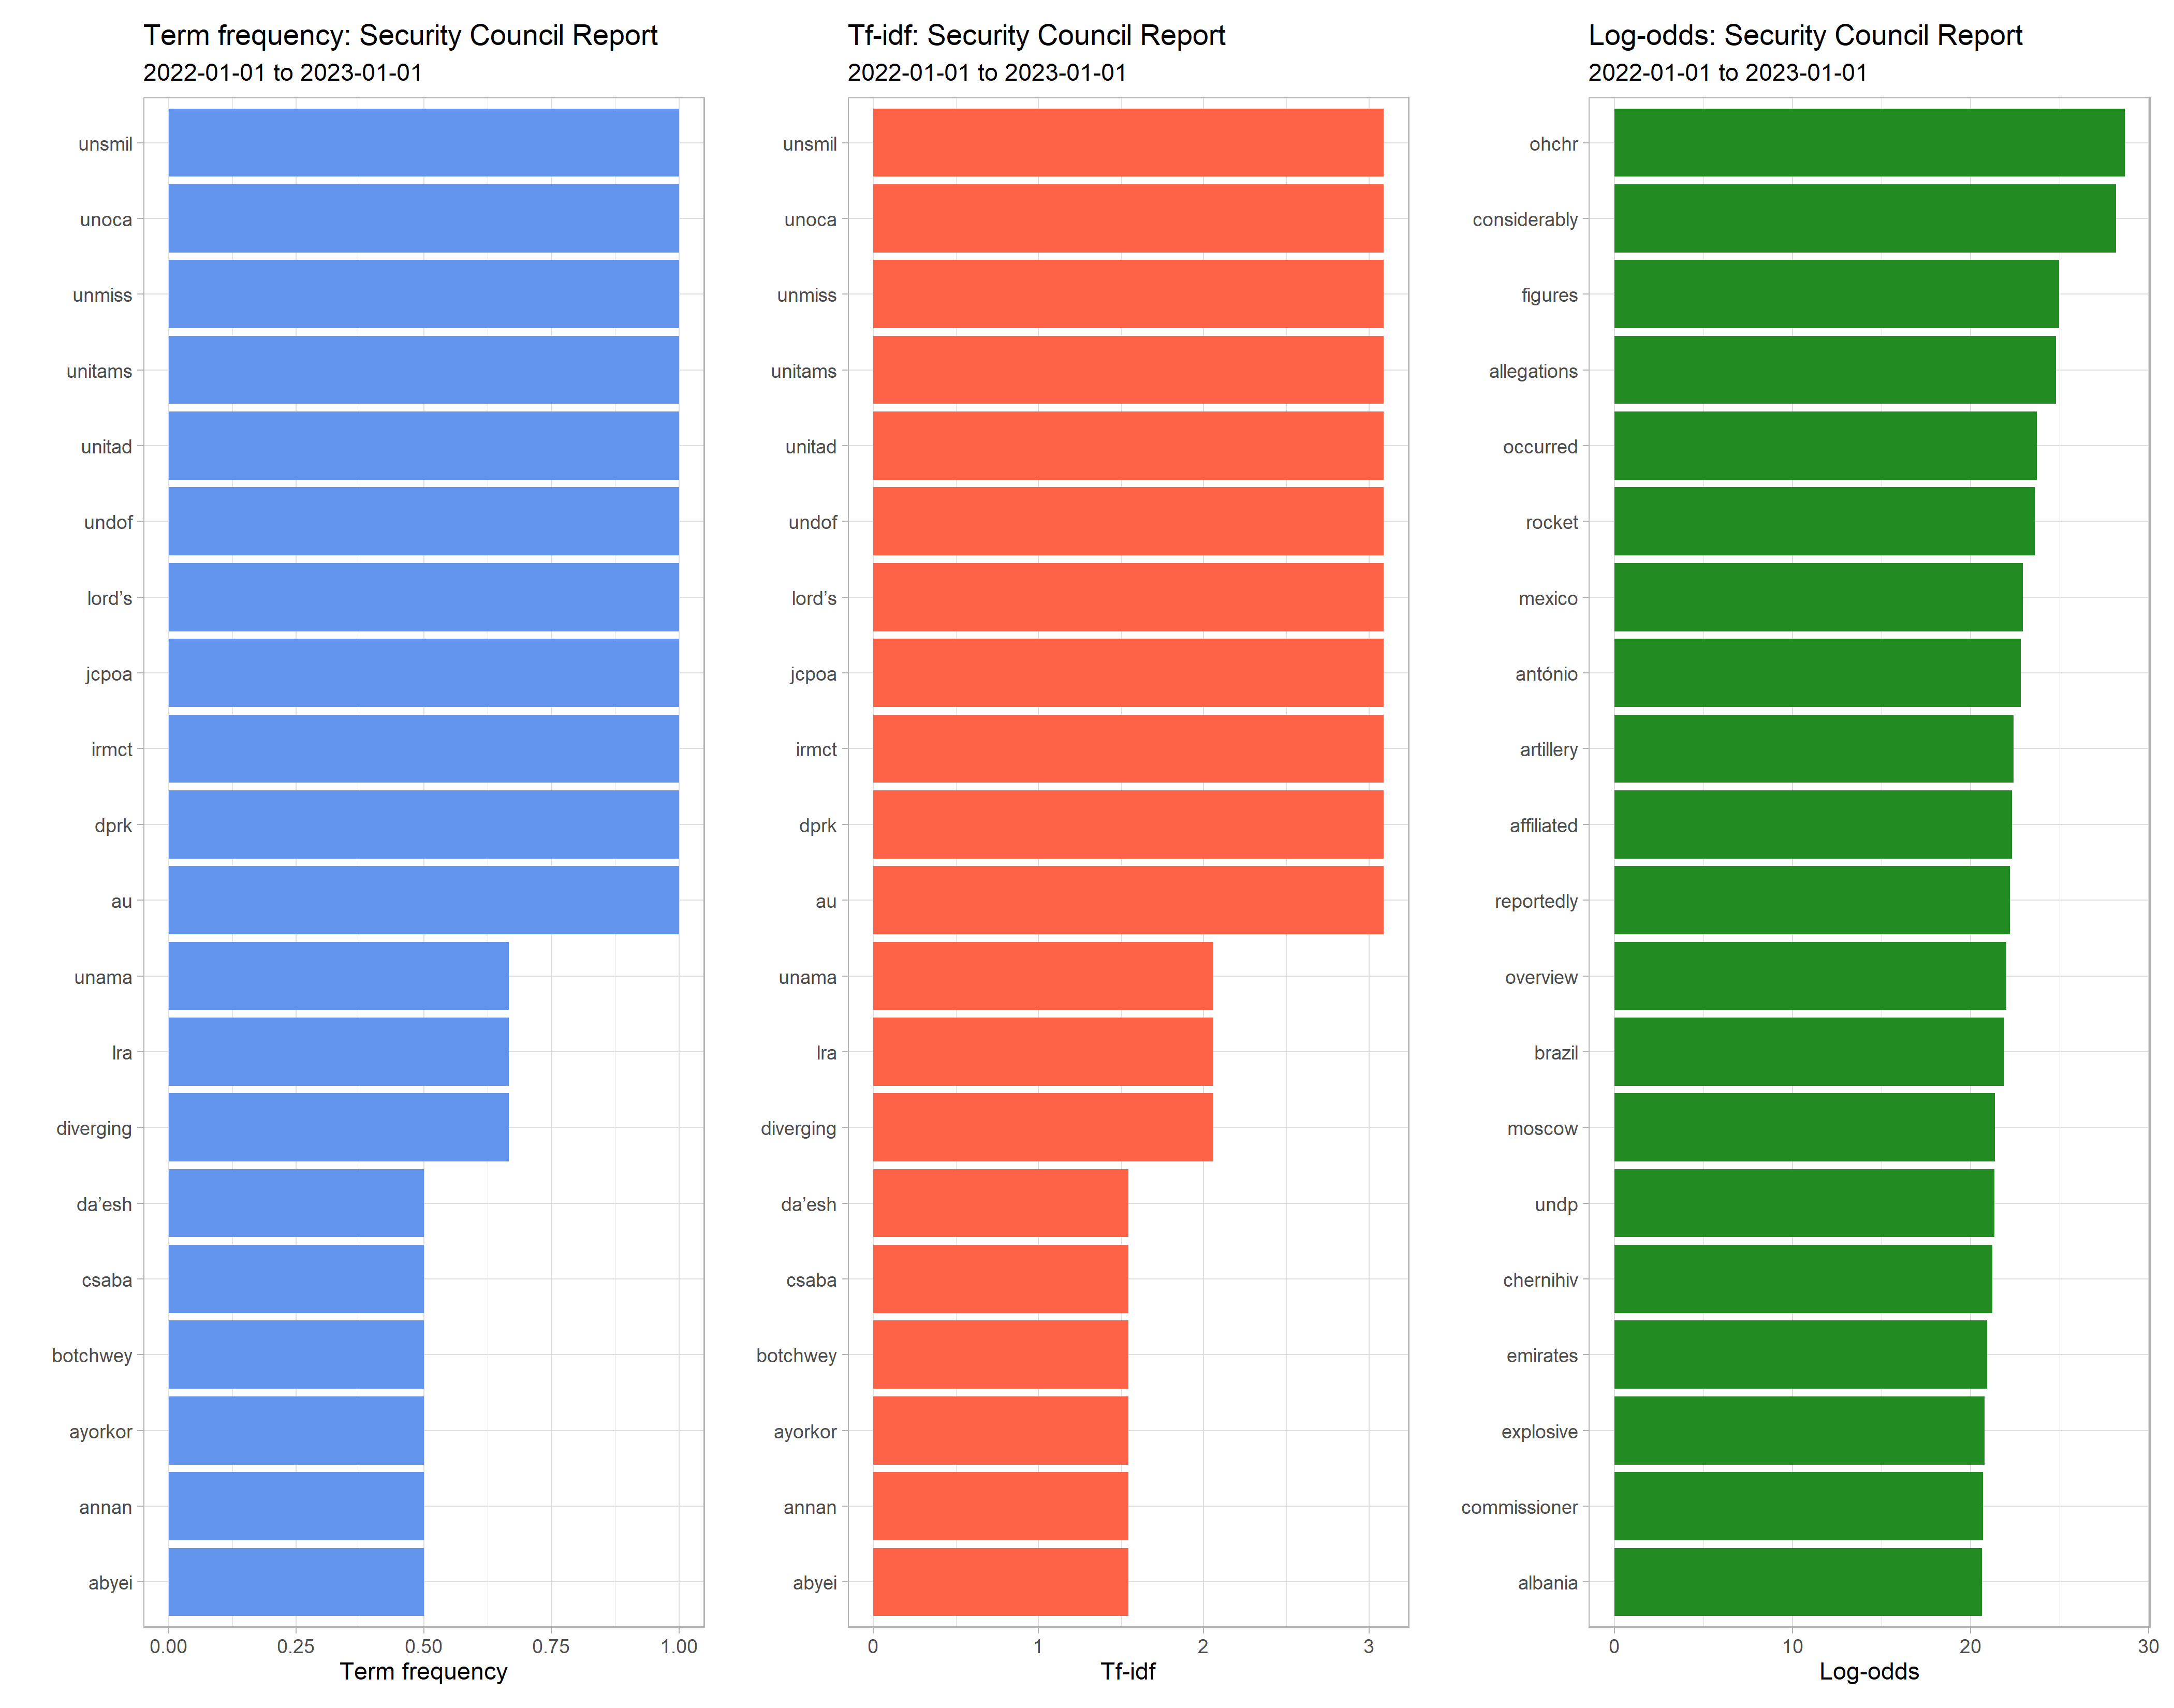 Term frequency: Security Council Report
2022-01-01 to 2023-01-01
unsmil
unoca
unmiss
unitams
unitad
undof
lord’s
jcpoa
irmct
dprk
au
unama
lra
diverging
da’esh
csaba
botchwey
ayorkor
annan
abyei
0.00 0.25 0.50 0.75 1.00
Term frequency
Tf-idf: Security Council Report
2022-01-01 to 2023-01-01
unsmil
unoca
unmiss
unitams
unitad
undof
lord’s
jcpoa
irmct
dprk
au
unama
lra
diverging
da’esh
csaba
botchwey
ayorkor
annan
abyei
0 1 2 3
Tf-idf
Log-odds: Security Council Report
2022-01-01 to 2023-01-01
ohchr
considerably
figures
allegations
occurred
rocket
mexico
antónio
artillery
affiliated
reportedly
overview
brazil
moscow
undp
chernihiv
emirates
explosive
commissioner
albania
0 10 20 30
Log-odds